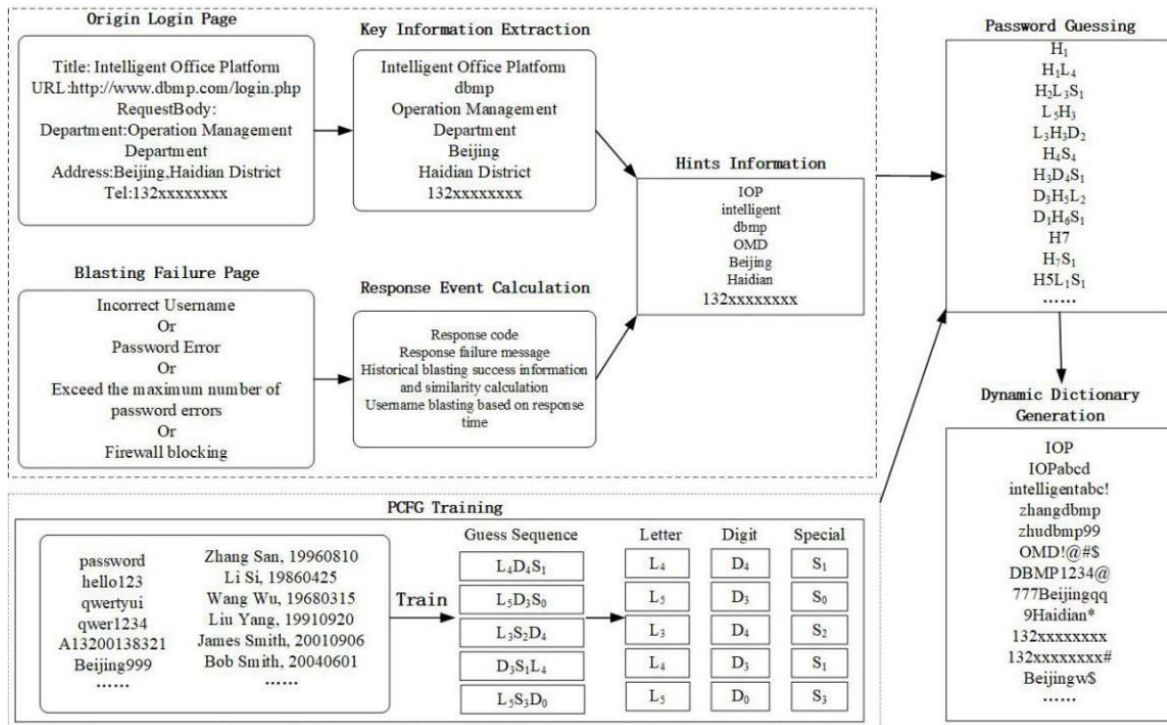 Origin Login Page
Title: Intelligent Office Platform
URL:http://www.dbmp.com/login.php
RequestBody:
Department:Operation Management
Department
Address:Beijing,Haidian District
Tel:132xxxxxxxx
Key Information Extraction
Intelligent Office Platform
dbmp
Operation Management
Department
Beijing
Haidian District
132xxxxxxxx
Blasting Failure Page
Incorrect Username
Or
Password Error
Or
Exceed the maximum number of
password errors
Or
Firewall blocking
Response Event Calculation
Response code
Response failure message
Historical blasting success information
and similarity calculation
Username blasting based on response
time
Hints Information
IOP
intelligent
dbmp
OMD
Beijing
Haidian
132xxxxxxxx
Password Guessing
H₁
H₁L₄
H₂L₃S₁
L₅H₃
L₃H₃D₂
H₄S₄
H₃D₄S₁
D₃H₅L₂
D₁H₆S₁
H7
H₇S₁
H5L₁S₁
……
Dynamic Dictionary
Generation
IOP
IOPabcd
intelligentabc!
zhangdbmp
zhudbmp99
OMD!@#$
DBMP1234@
777Beijingqq
9Haidian*
132xxxxxxxx
132xxxxxxxx#
Beijingw$
……
PCFG Training
password
hello123
qwertyui
qwer1234
A13200138321
Beijing999
……
Zhang San, 19960810
Li Si, 19860425
Wang Wu, 19680315
Liu Yang, 19910920
James Smith, 20010906
Bob Smith, 20040601
……
Train
Guess Sequence
L₄D₄S₁
L₅D₃S₀
L₃S₂D₄
D₃S₁L₄
L₅S₃D₀
Letter
L₄
L₅
L₃
L₄
L₅
Digit
D₄
D₃
D₄
D₃
D₀
Special
S₁
S₀
S₂
S₁
S₃